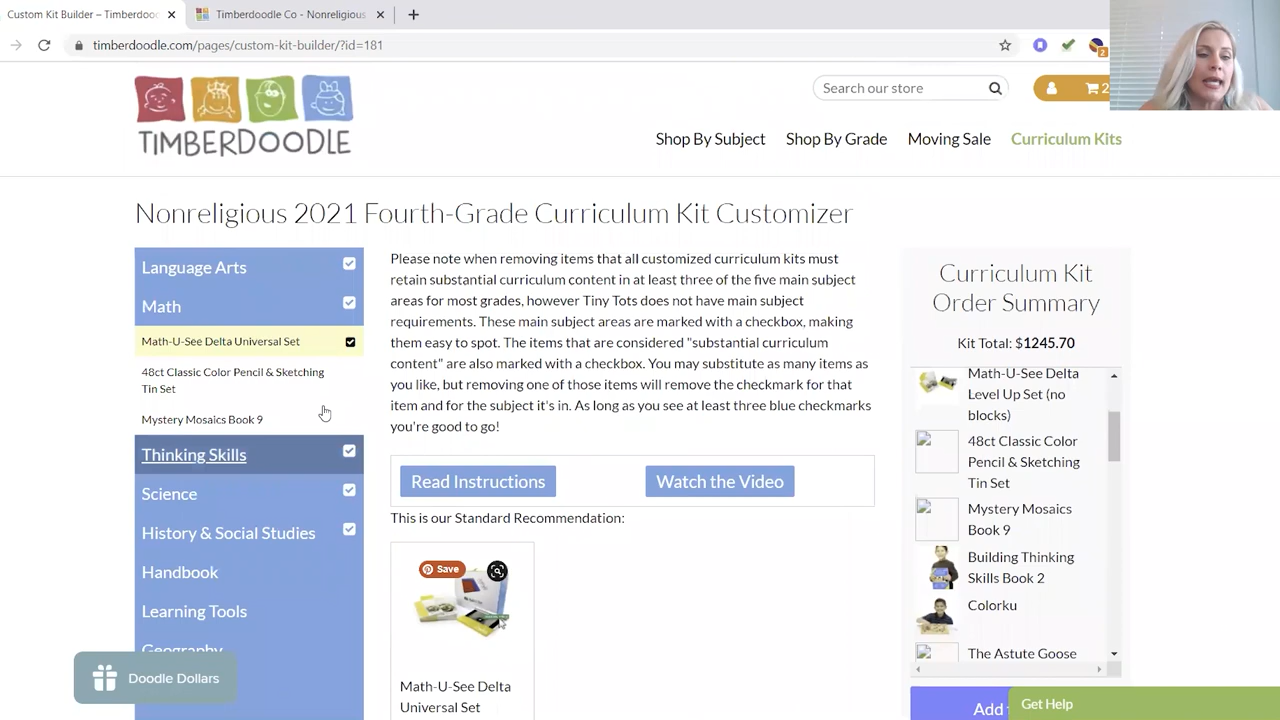 Custom Kit Builder – Timberdoo
Timberdoodle Co - Nonreligious
timberdoodle.com/pages/custom-kit-builder/?id=181
2
TIMBERDOODLE
Search our store
2
Shop By Subject
Shop By Grade
Moving Sale
Curriculum Kits
Nonreligious 2021 Fourth-Grade Curriculum Kit Customizer
Language Arts
Math
Math-U-See Delta Universal Set
48ct Classic Color Pencil & Sketching
Tin Set
Mystery Mosaics Book 9
Thinking Skills
Science
History & Social Studies
Handbook
Learning Tools
Geography
Doodle Dollars
Please note when removing items that all customized curriculum kits must
retain substantial curriculum content in at least three of the five main subject
areas for most grades, however Tiny Tots does not have main subject
requirements. These main subject areas are marked with a checkbox, making
them easy to spot. The items that are considered "substantial curriculum
content" are also marked with a checkbox. You may substitute as many items as
you like, but removing one of those items will remove the checkmark for that
item and for the subject it's in. As long as you see at least three blue checkmarks
you're good to go!
Read Instructions
Watch the Video
This is our Standard Recommendation:
Save
Math-U-See Delta
Universal Set
Curriculum Kit
Order Summary
Kit Total: $1245.70
Math-U-See Delta
Level Up Set (no
blocks)
48ct Classic Color
Pencil & Sketching
Tin Set
Mystery Mosaics
Book 9
Building Thinking
Skills Book 2
Colorku
The Astute Goose
Add
Get Help